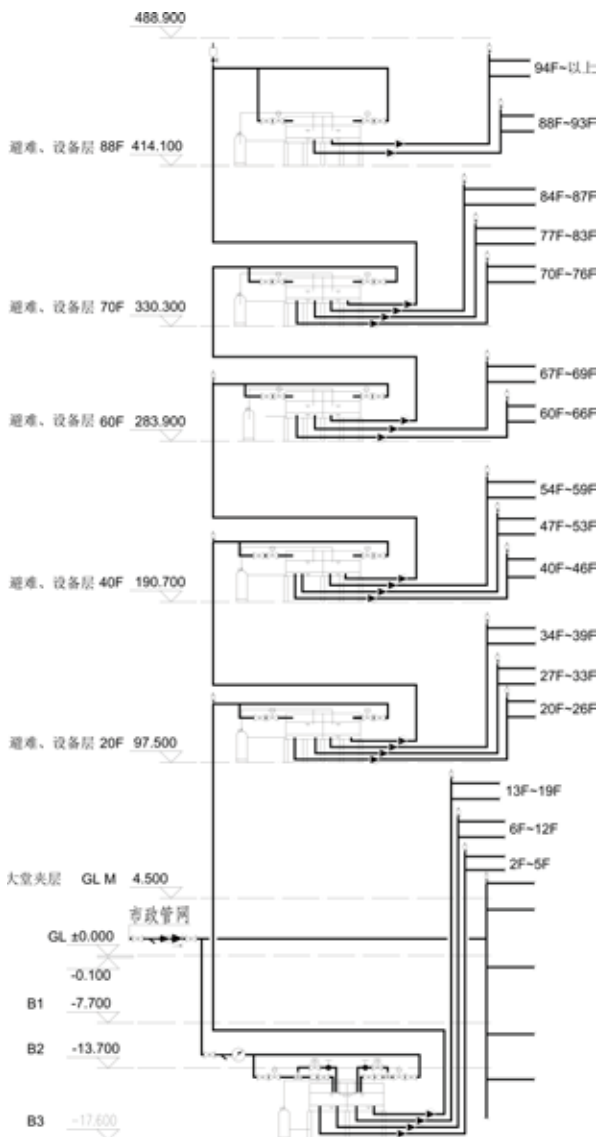 488.900
94F~以上
88F~93F
避难、设备层 88F 414.100
84F~87F
77F~83F
70F~76F
避难、设备层 70F 330.300
67F~69F
60F~66F
避难、设备层 60F 283.900
54F~59F
47F~53F
40F~46F
避难、设备层 40F 190.700
34F~39F
27F~33F
20F~26F
避难、设备层 20F 97.500
13F~19F
6F~12F
2F~5F
大堂夹层 GL M 4.500
市政管网
GL ±0.000
-0.100
B1 -7.700
B2 -13.700
B3 -17.600